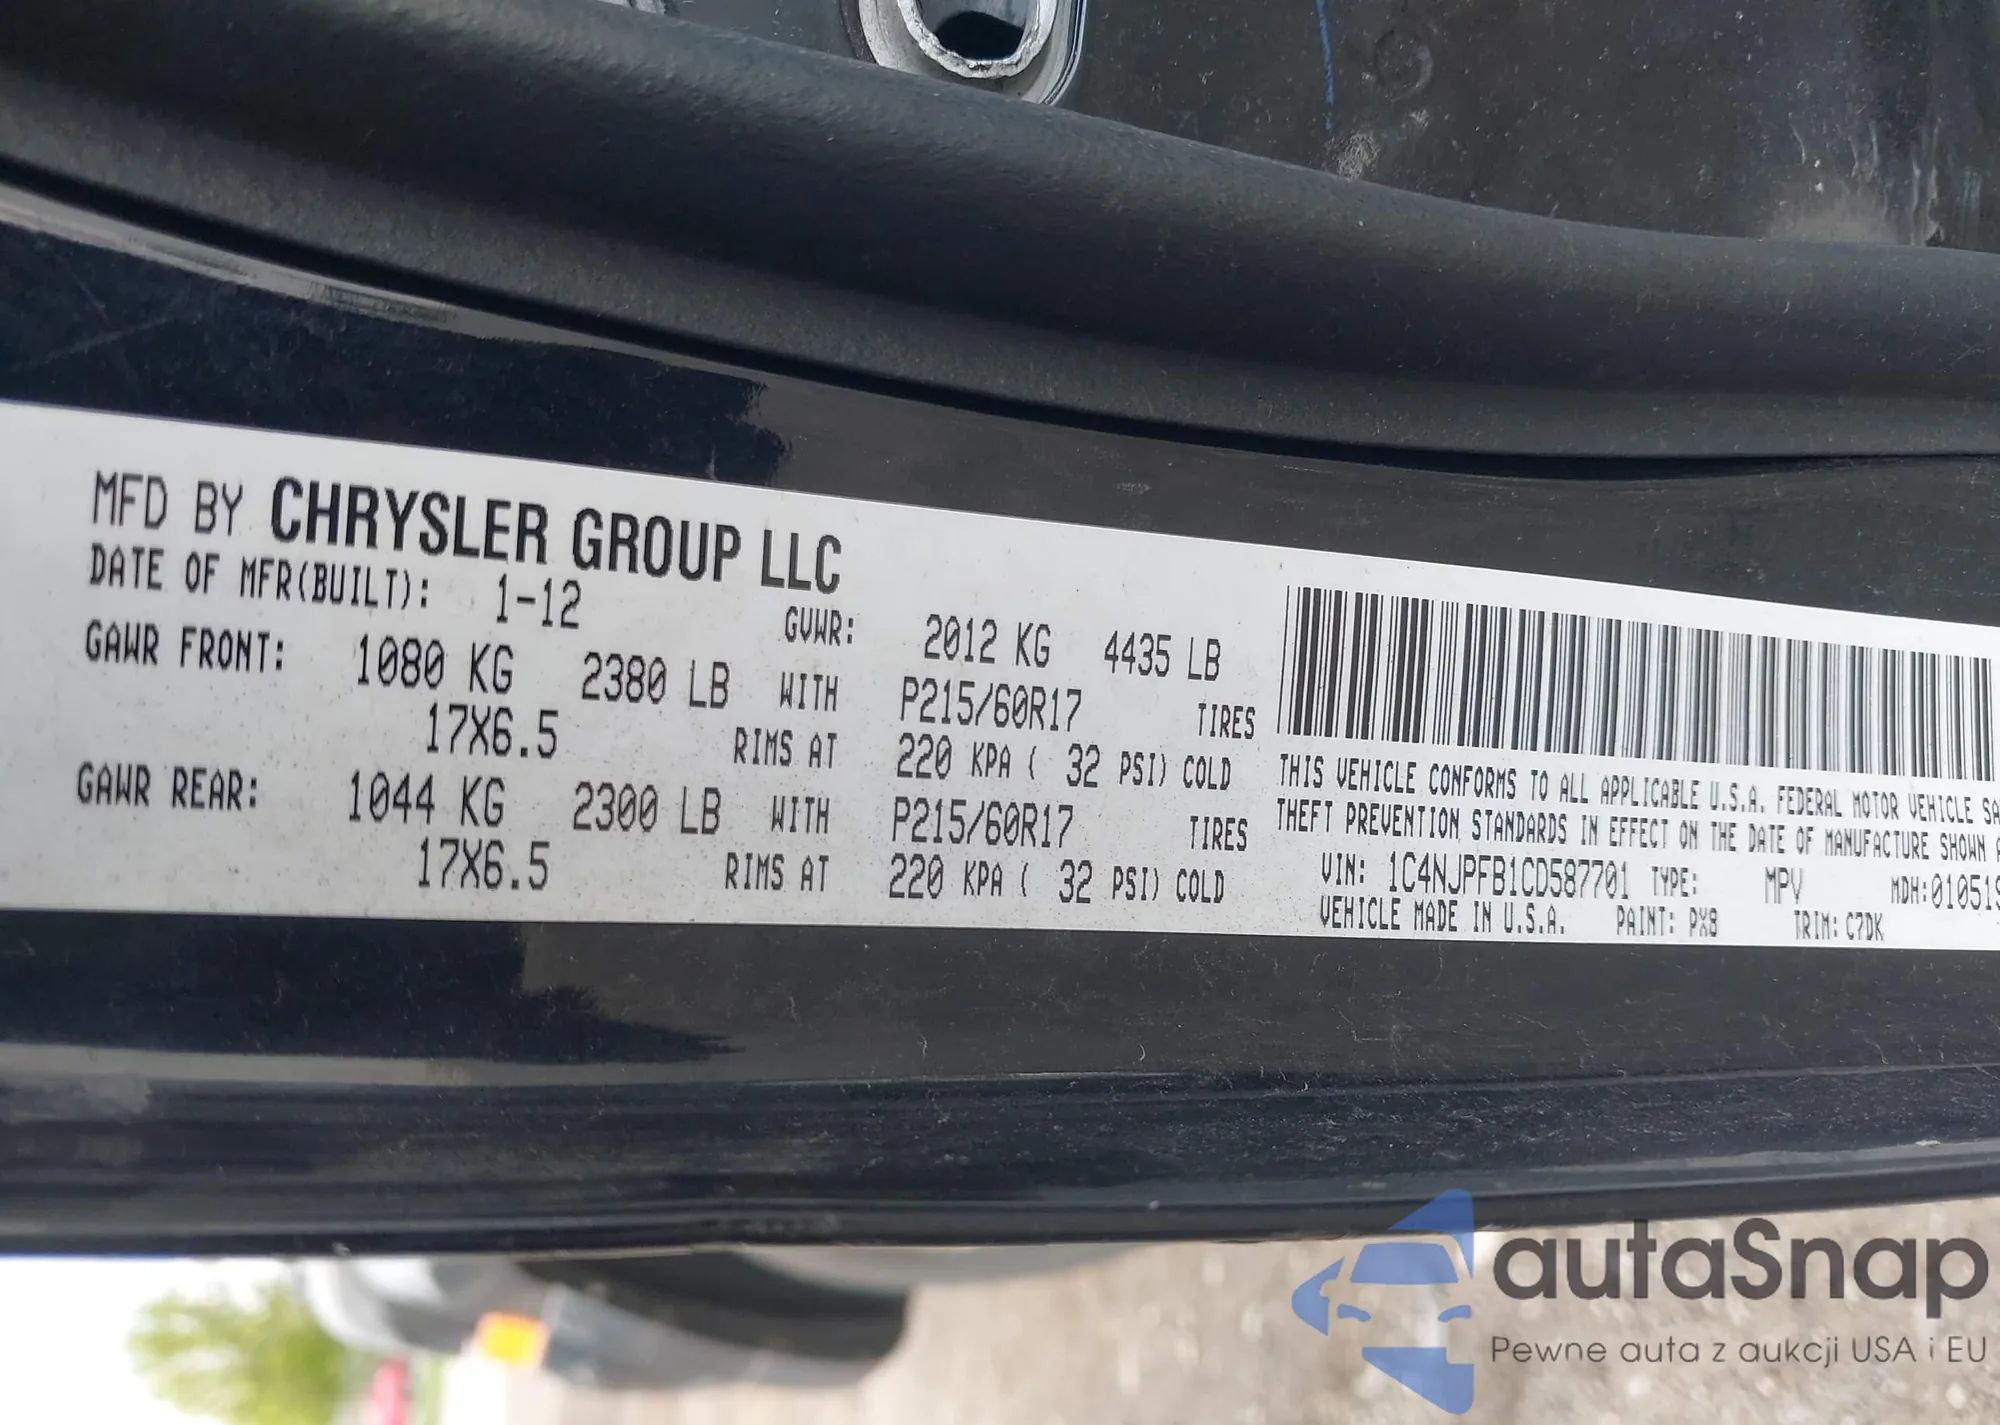 MFD BY CHRYSLER GROUP LLC
DATE OF MFR(BUILT): 1-12 GVWR: 2012 KG 4435 LB
GAWR FRONT: 1080 KG 2380 LB WITH P215/60R17 TIRES
17X6.5 RIMS AT 220 KPA ( 32 PSI) COLD
GAWR REAR: 1044 KG 2300 LB WITH P215/60R17 TIRES
17X6.5 RIMS AT 220 KPA ( 32 PSI) COLD
THIS VEHICLE CONFORMS TO ALL APPLICABLE U.S.A. FEDERAL MOTOR VEHICLE SA
THEFT PREVENTION STANDARDS IN EFFECT ON THE DATE OF MANUFACTURE SHOWN
VIN: 1C4NJPFB1CD587701 TYPE: MPV MDH:010519
VEHICLE MADE IN U.S.A. PAINT: PX8 TRIM: C7DK
autaSnap
Pewne auta z aukcji USA i EU